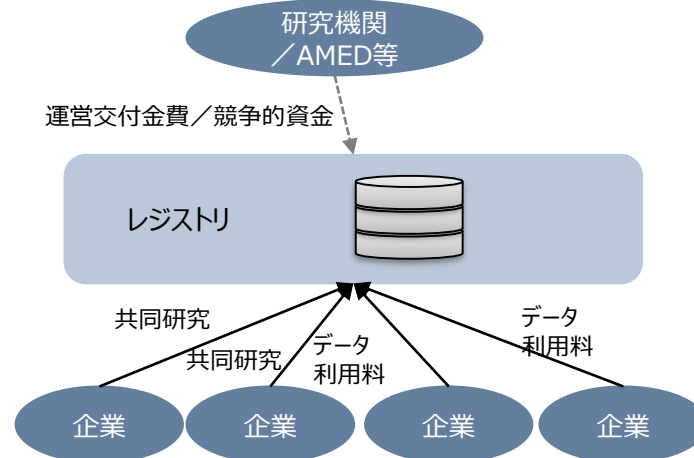 研究機関
／AMED等
運営交付金費／競争的資金
レジストリ
共同研究
共同研究
データ
利用料
データ
利用料
企業
企業
企業
企業